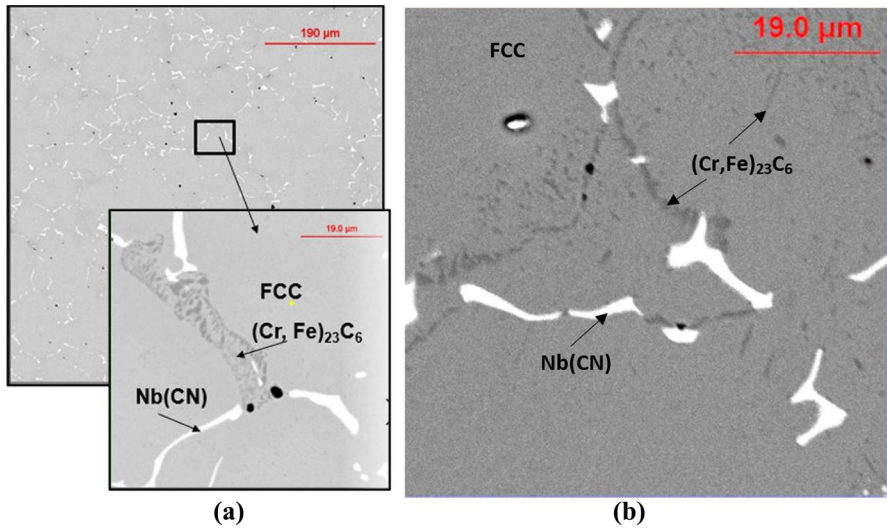 190 µm
19.0 µm
FCC
(Cr, Fe)₂₃C₆
Nb(CN)
(a)
19.0 µm
FCC
(Cr,Fe)₂₃C₆
Nb(CN)
(b)